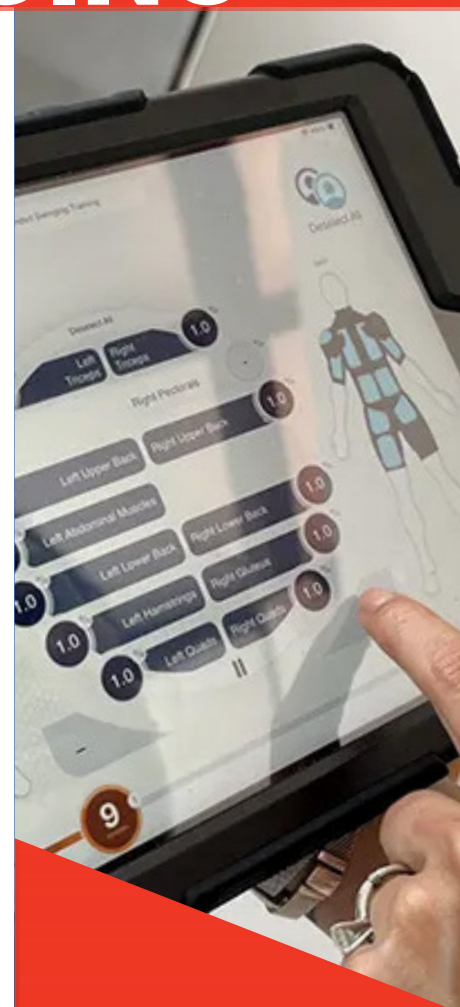 Training
Deselect All
Deselect All
Left Triceps
Right Triceps
1.0
Right Pectorals
Left Upper Back
Right Upper Back
1.0
Left Abdominal Muscles
Left Lower Back
Right Lower Back
1.0
1.0
Left Hamstrings
Right Gluteus
1.0
1.0
Left Quads
Right Quads
1.0
1.0
9